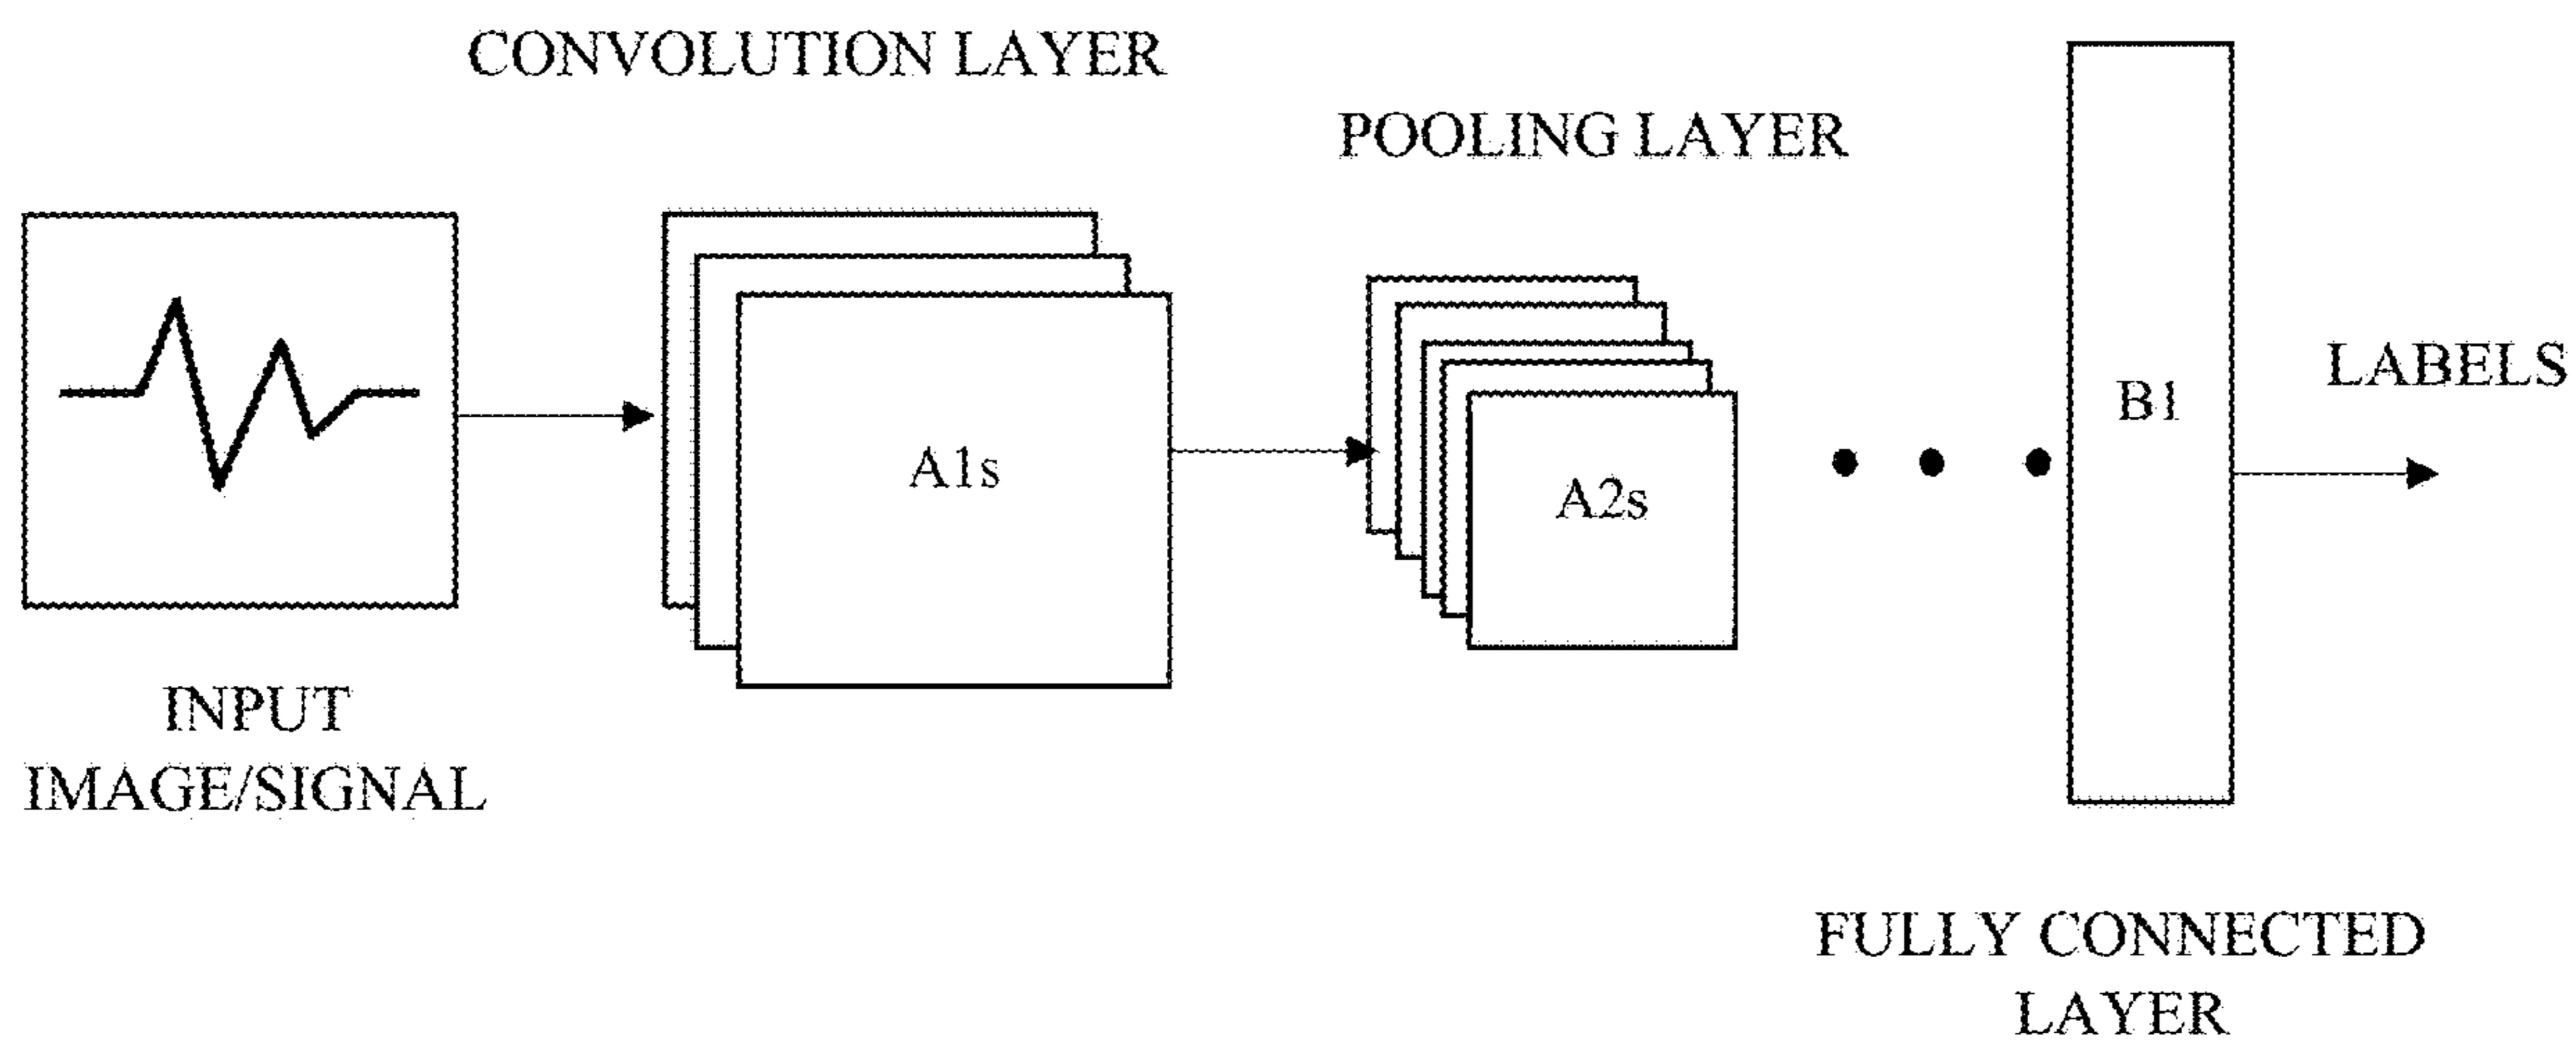 CONVOLUTION LAYER
POOLING LAYER
INPUT
IMAGE/SIGNAL
A1s
A2s
B1
LABELS
FULLY CONNECTED
LAYER